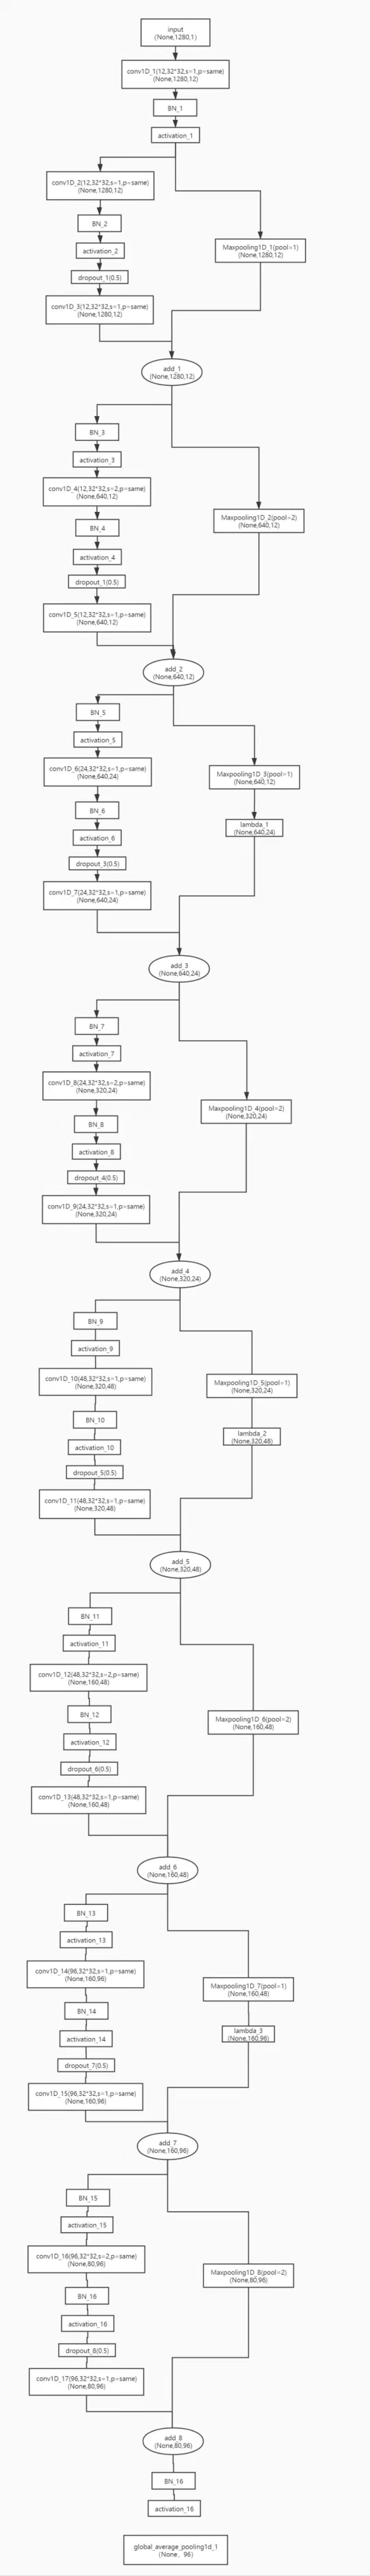 input
(None,1280,1)
conv1D_1(12,32*32,s=1,p=same)
(None,1280,12)
BN_1
activation_1
conv1D_2(12,32*32,s=1,p=same)
(None,1280,12)
BN_2
activation_2
dropout_1(0.5)
conv1D_3(12,32*32,s=1,p=same)
(None,1280,12)
Maxpooling1D_1(pool=1)
(None,1280,12)
add_1
(None,1280,12)
BN_3
activation_3
conv1D_4(12,32*32,s=2,p=same)
(None,640,12)
BN_4
activation_4
dropout_1(0.5)
conv1D_5(12,32*32,s=1,p=same)
(None,640,12)
Maxpooling1D_2(pool=2)
(None,640,12)
add_2
(None,640,12)
BN_5
activation_5
conv1D_6(24,32*32,s=1,p=same)
(None,640,24)
BN_6
activation_6
dropout_3(0.5)
conv1D_7(24,32*32,s=1,p=same)
(None,640,24)
Maxpooling1D_3(pool=1)
(None,640,12)
lambda_1
(None,640,24)
add_3
(None,640,24)
BN_7
activation_7
conv1D_8(24,32*32,s=2,p=same)
(None,320,24)
BN_8
activation_8
dropout_4(0.5)
conv1D_9(24,32*32,s=1,p=same)
(None,320,24)
Maxpooling1D_4(pool=2)
(None,320,24)
add_4
(None,320,24)
BN_9
activation_9
conv1D_10(48,32*32,s=1,p=same)
(None,320,48)
BN_10
activation_10
dropout_5(0.5)
conv1D_11(48,32*32,s=1,p=same)
(None,320,48)
Maxpooling1D_5(pool=1)
(None,320,24)
lambda_2
(None,320,48)
add_5
(None,320,48)
BN_11
activation_11
conv1D_12(48,32*32,s=2,p=same)
(None,160,48)
BN_12
activation_12
dropout_6(0.5)
conv1D_13(48,32*32,s=1,p=same)
(None,160,48)
Maxpooling1D_6(pool=2)
(None,160,48)
add_6
(None,160,48)
BN_13
activation_13
conv1D_14(96,32*32,s=1,p=same)
(None,160,96)
BN_14
activation_14
dropout_7(0.5)
conv1D_15(96,32*32,s=1,p=same)
(None,160,96)
Maxpooling1D_7(pool=1)
(None,160,48)
lambda_3
(None,160,96)
add_7
(None,160,96)
BN_15
activation_15
conv1D_16(96,32*32,s=2,p=same)
(None,80,96)
BN_16
activation_16
dropout_8(0.5)
conv1D_17(96,32*32,s=1,p=same)
(None,80,96)
Maxpooling1D_8(pool=2)
(None,80,96)
add_8
(None,80,96)
BN_16
activation_16
global_average_pooling1d_1
(None，96)